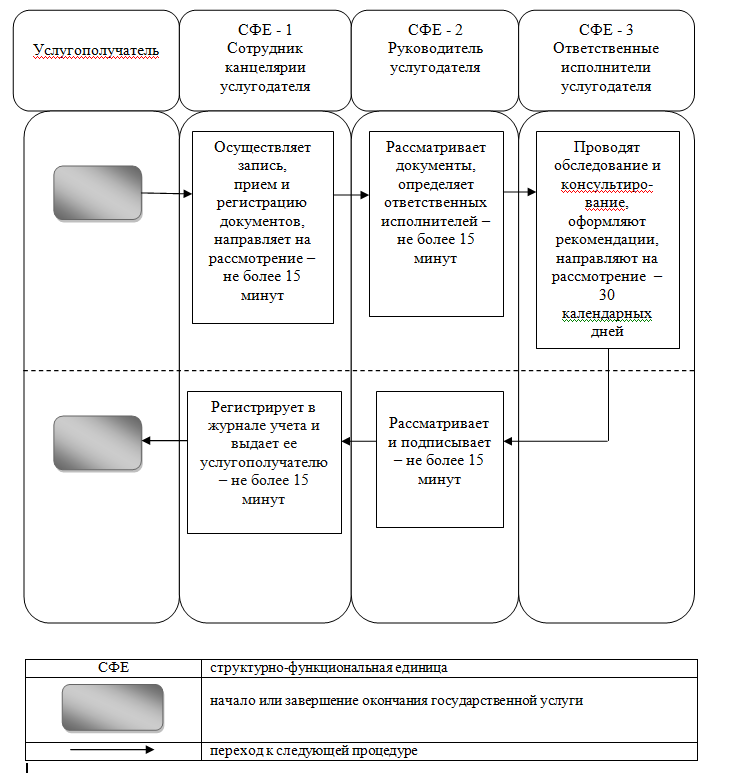 Услугополучатель
СФЕ - 1
Сотрудник
канцелярии
услугодателя
СФЕ - 2
Руководитель
услугодателя
СФЕ - 3
Ответственные
исполнители
услугодателя
Осуществляет
запись,
прием и
регистрацию
документов,
направляет на
рассмотрение –
не более 15
минут
Рассматривает
документы,
определяет
ответственных
исполнителей –
не более 15
минут
Проводят
обследование и
консультиро-
вание,
оформляют
рекомендации,
направляют на
рассмотрение –
30
календарных
дней
Рассматривает
и подписывает
– не более 15
минут
Регистрирует в
журнале учета и
выдает ее
услугополучателю
– не более 15
минут
СФЕ
структурно-функциональная единица
начало или завершение окончания государственной услуги
переход к следующей процедуре